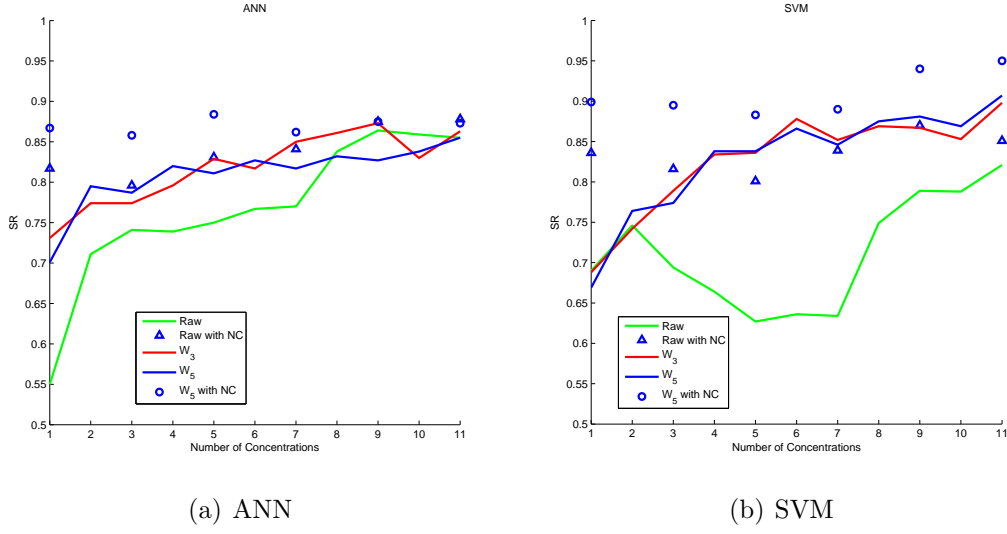 ANN
1
0.95
0.9
0.85
0.8
0.75
0.7
0.65
0.6
0.55
0.5
SR
1 2 3 4 5 6 7 8 9 10 11
Number of Concentrations
Raw
Raw with NC
W3
W5
W5 with NC
(a) ANN
SVM
1
0.95
0.9
0.85
0.8
0.75
0.7
0.65
0.6
0.55
0.5
SR
1 2 3 4 5 6 7 8 9 10 11
Number of Concentrations
Raw
Raw with NC
W3
W5
W5 with NC
(b) SVM